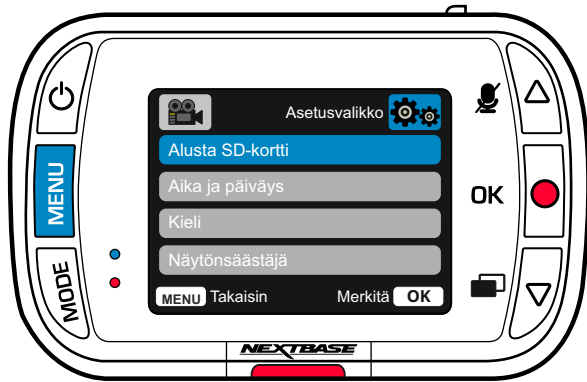 Asetusvalikko
Alusta SD-kortti
MENU
Aika ja päiväys
OK
Kieli
Näytönsäästäjä
MODE
MENU Takaisin Merkitä OK
NEXTBASE